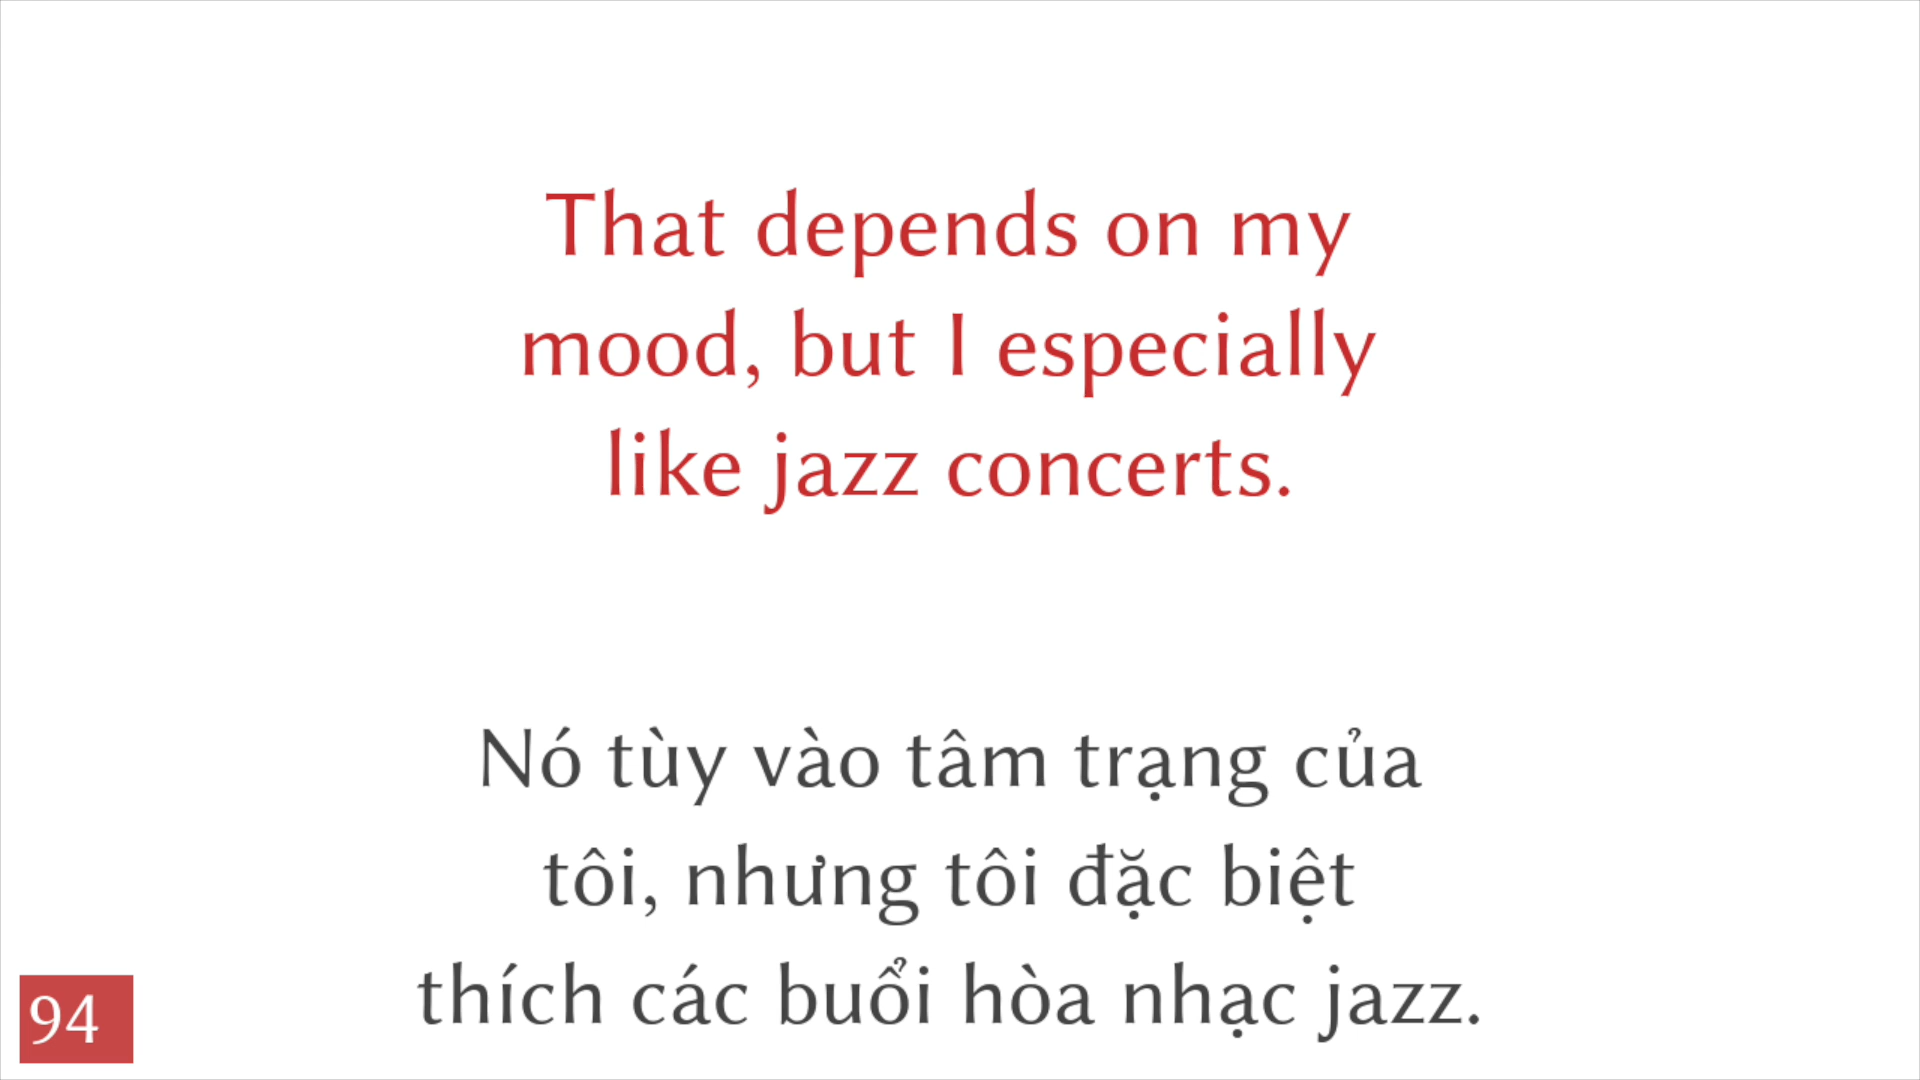 That depends on my
mood, but I especially
like jazz concerts.
Nó tùy vào tâm trạng của
tôi, nhưng tôi đặc biệt
thích các buổi hòa nhạc jazz.
94